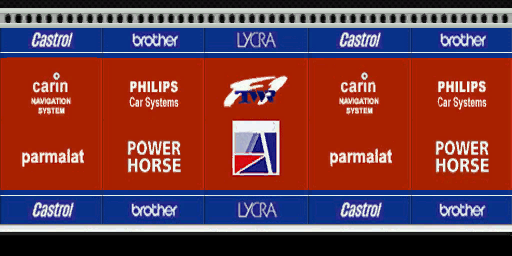 Castrol brother LYCRA Castrol brother
carin PHILIPS TWR carin PHILIPS
NAVIGATION Car Systems NAVIGATION Car Systems
SYSTEM SYSTEM
parmalat POWER parmalat POWER
HORSE HORSE
Castrol brother LYCRA Castrol brother